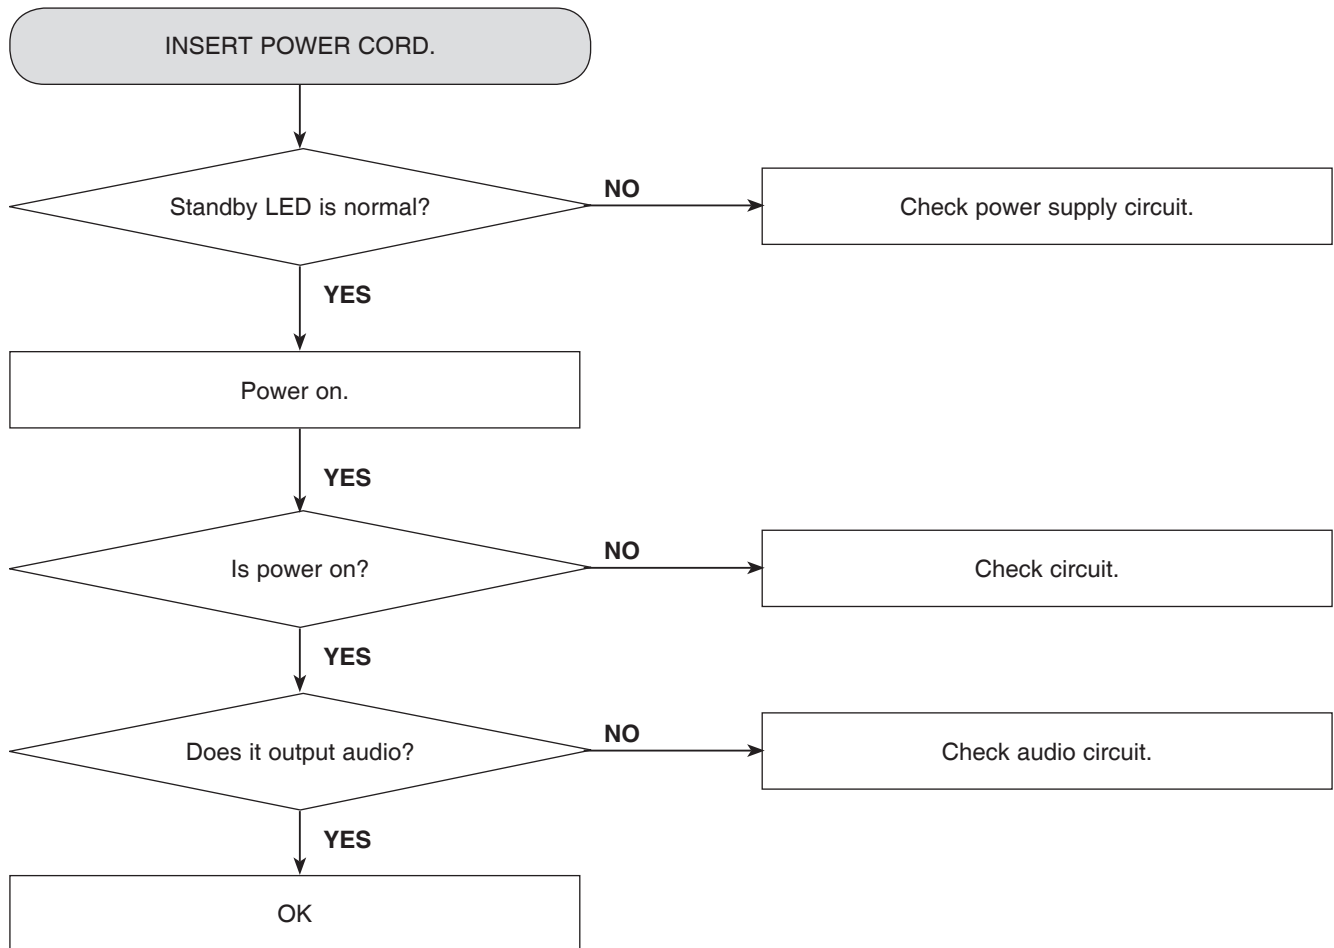 INSERT POWER CORD.
Standby LED is normal?
NO
Check power supply circuit.
YES
Power on.
YES
Is power on?
NO
Check circuit.
YES
Does it output audio?
NO
Check audio circuit.
YES
OK